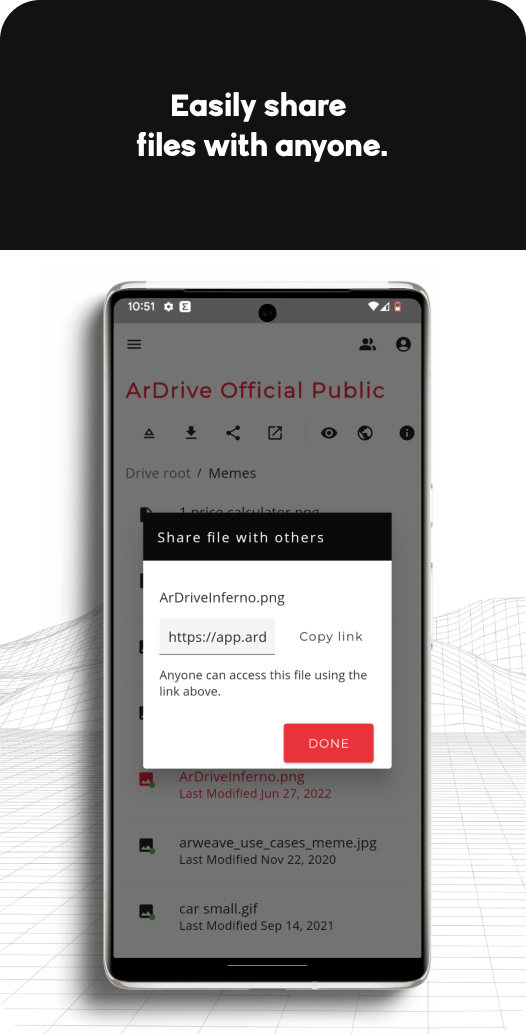 Easily share
files with anyone.
10:51
ArDrive Official Public
Drive root / Memes
1 price calculator.png
Share file with others
ArDriveInferno.png
https://app.ard Copy link
Anyone can access this file using the
link above.
DONE
ArDriveInferno.png
Last Modified Jun 27, 2022
arweave_use_cases_meme.jpg
Last Modified Nov 22, 2020
car small.gif
Last Modified Sep 14, 2021